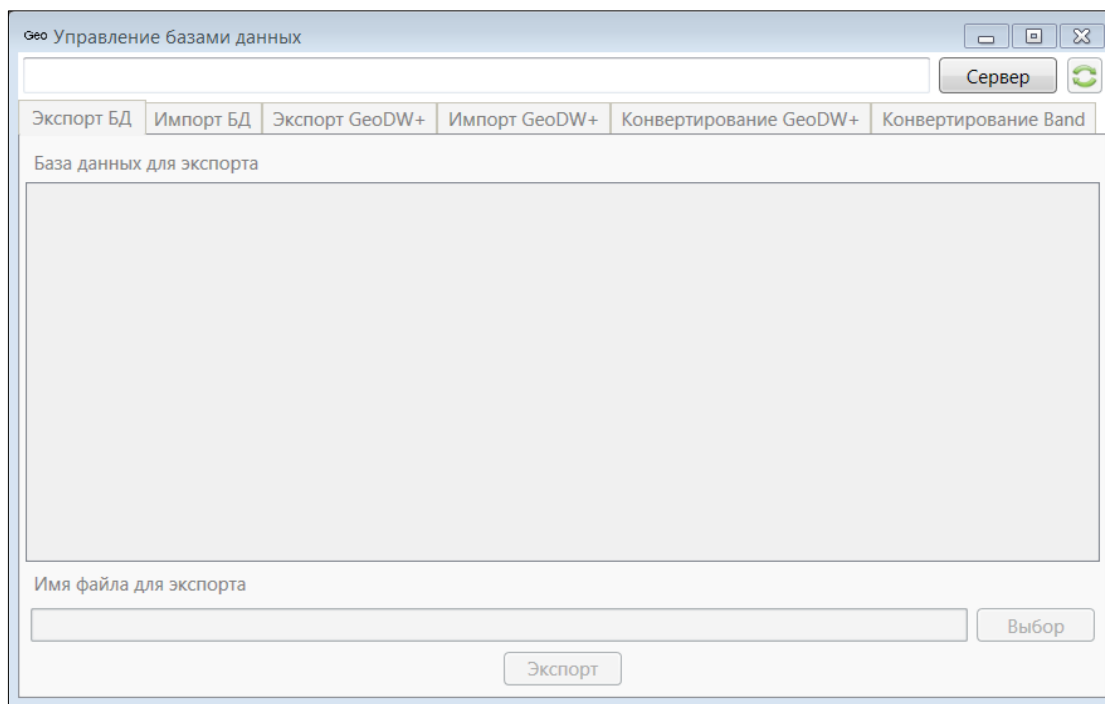 Geo Управление базами данных
Сервер
Экспорт БД Импорт БД Экспорт GeoDW+ Импорт GeoDW+ Конвертирование GeoDW+ Конвертирование Band
База данных для экспорта
Имя файла для экспорта
Выбор
Экспорт